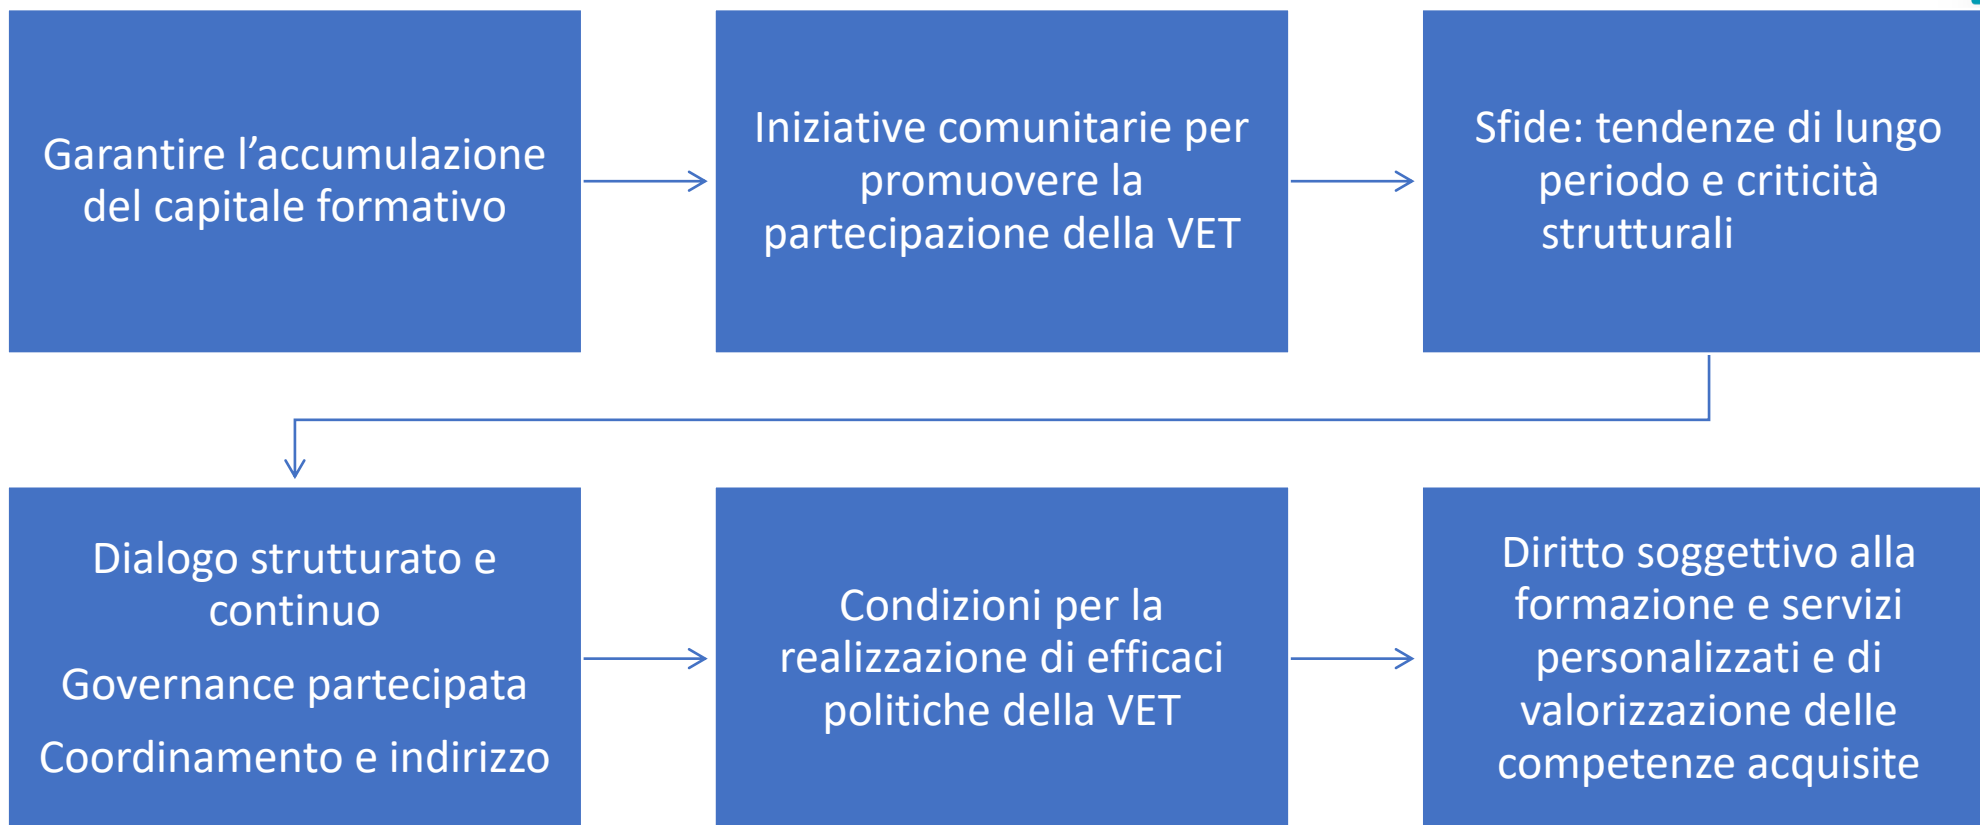 Garantire l’accumulazione
del capitale formativo
Iniziative comunitarie per
promuovere la
partecipazione della VET
Sfide: tendenze di lungo
periodo e criticità
strutturali
Dialogo strutturato e
continuo
Governance partecipata
Coordinamento e indirizzo
Condizioni per la
realizzazione di efficaci
politiche della VET
Diritto soggettivo alla
formazione e servizi
personalizzati e di
valorizzazione delle
competenze acquisite